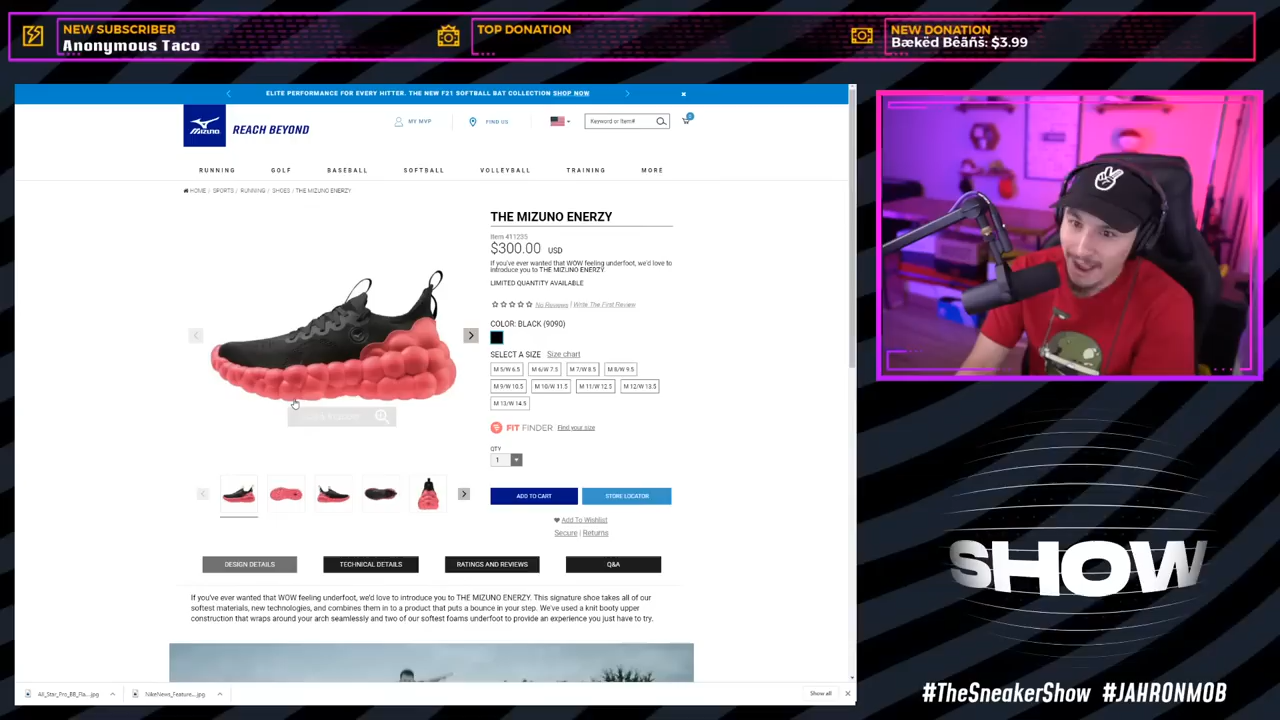 NEW SUBSCRIBER
Anonymous Taco
TOP DONATION
NEW DONATION
Bækëd Bêåñš: $3.99
ELITE PERFORMANCE FOR EVERY HITTER. THE NEW F21 SOFTBALL BAT COLLECTION SHOP NOW
MIZUNO
REACH BEYOND
MY MVP
FIND US
Keyword or Item#
0
RUNNING
GOLF
BASEBALL
SOFTBALL
VOLLEYBALL
TRAINING
MORE
HOME / SPORTS / RUNNING / SHOES / THE MIZUNO ENERZY
THE MIZUNO ENERZY
Item 411235
$300.00 USD
If you've ever wanted that WOW feeling underfoot, we'd love to
introduce you to THE MIZUNO ENERZY.
LIMITED QUANTITY AVAILABLE
No Reviews | Write The First Review
COLOR: BLACK (9090)
SELECT A SIZE Size chart
M 5/W 6.5 M 6/W 7.5 M 7/W 8.5 M 8/W 9.5
M 9/W 10.5 M 10/W 11.5 M 11/W 12.5 M 12/W 13.5
M 13/W 14.5
FIT FINDER Find your size
QTY
1
ADD TO CART
STORE LOCATOR
Add To Wishlist
Secure | Returns
DESIGN DETAILS
TECHNICAL DETAILS
RATINGS AND REVIEWS
Q&A
If you've ever wanted that WOW feeling underfoot, we'd love to introduce you to THE MIZUNO ENERZY. This signature shoe takes all of our
softest materials, new technologies, and combines them in to a product that puts a bounce in your step. We've used a knit booty upper
construction that wraps around your arch seamlessly and two of our softest foams underfoot to provide an experience you just have to try.
All_Star_Pro_BB_Fla....jpg
NikeNews_Feature....jpg
Show all
SHOW
#TheSneakerShow #JAHRONMOB